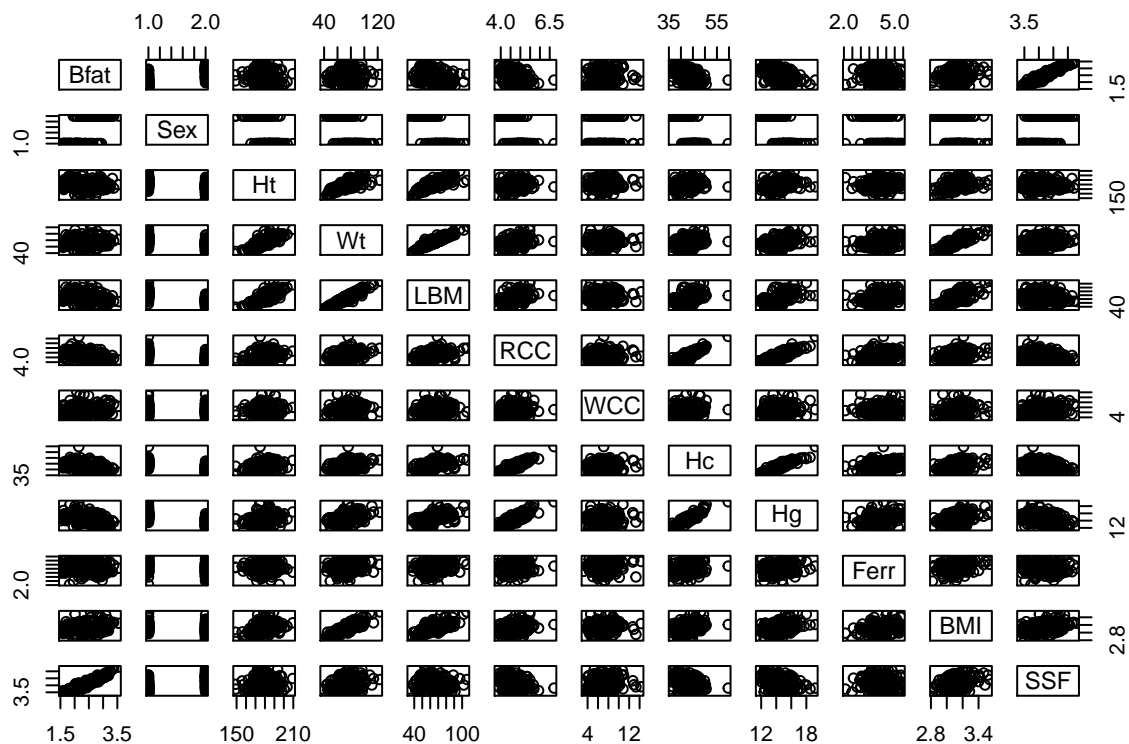 1.0 2.0 40 120 4.0 6.5 35 55 2.0 5.0 3.5
Bfat 1.5
1.0 Sex
Ht 150
40 Wt
LBM 40
4.0 RCC
WCC 4
35 Hc
Hg 12
2.0 Ferr
BMI 2.8
3.5 SSF
1.5 3.5 150 210 40 100 4 12 12 18 2.8 3.4